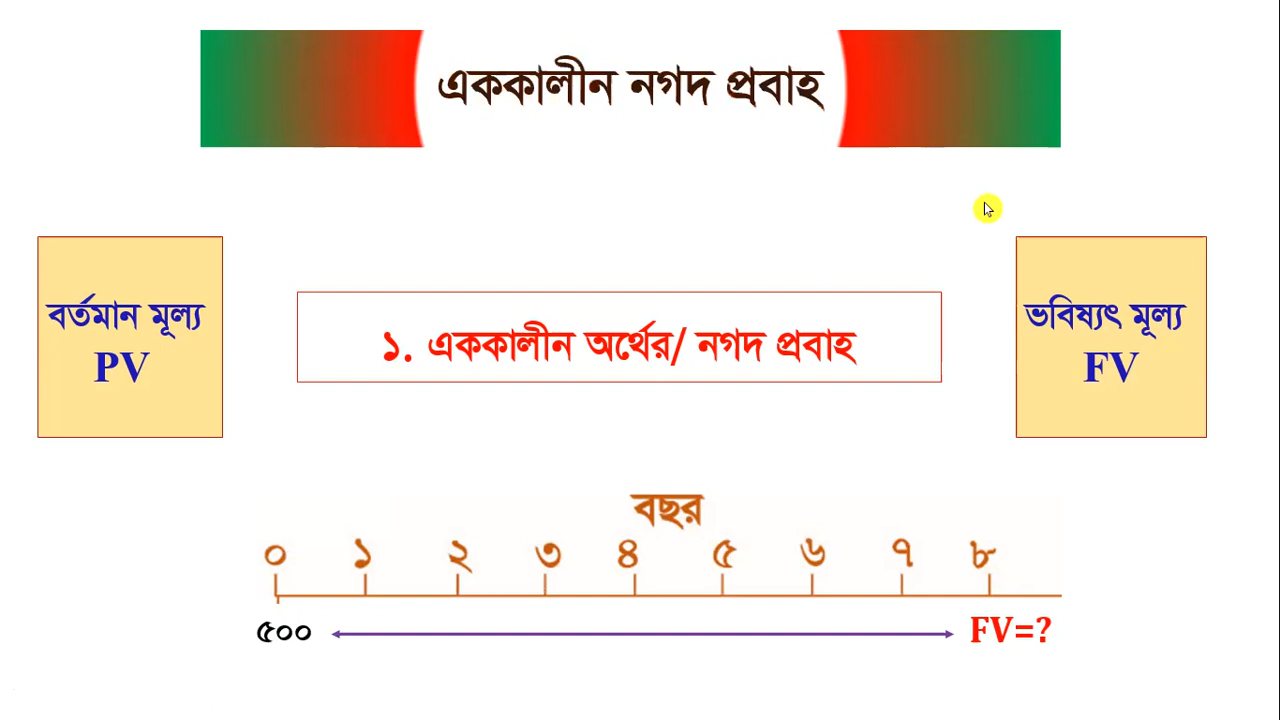 এককালীন নগদ প্রবাহ
বর্তমান মূল্য
PV
১. এককালীন অর্থের/ নগদ প্রবাহ
ভবিষ্যৎ মূল্য
FV
বছর
০ ১ ২ ৩ ৪ ৫ ৬ ৭ ৮
৫০০ FV=?